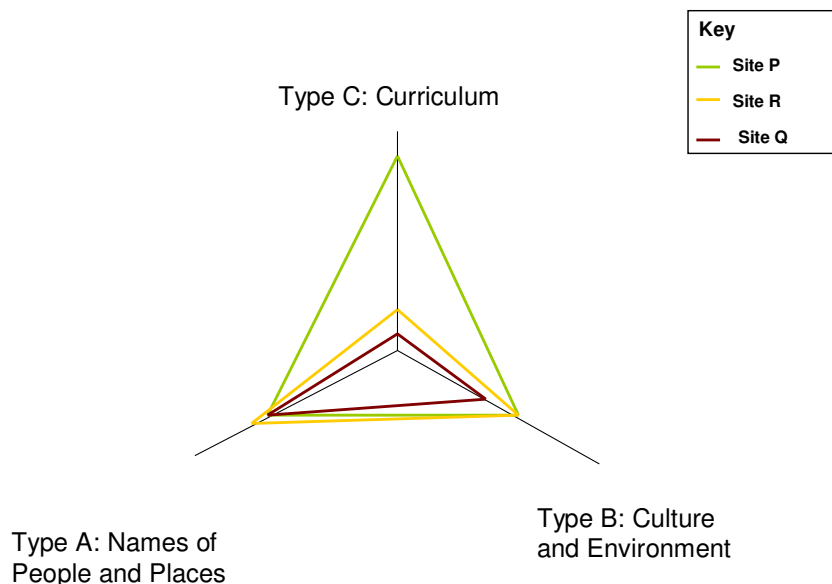 Key
Site P
Site R
Site Q
Type C: Curriculum
Type A: Names of
People and Places
Type B: Culture
and Environment